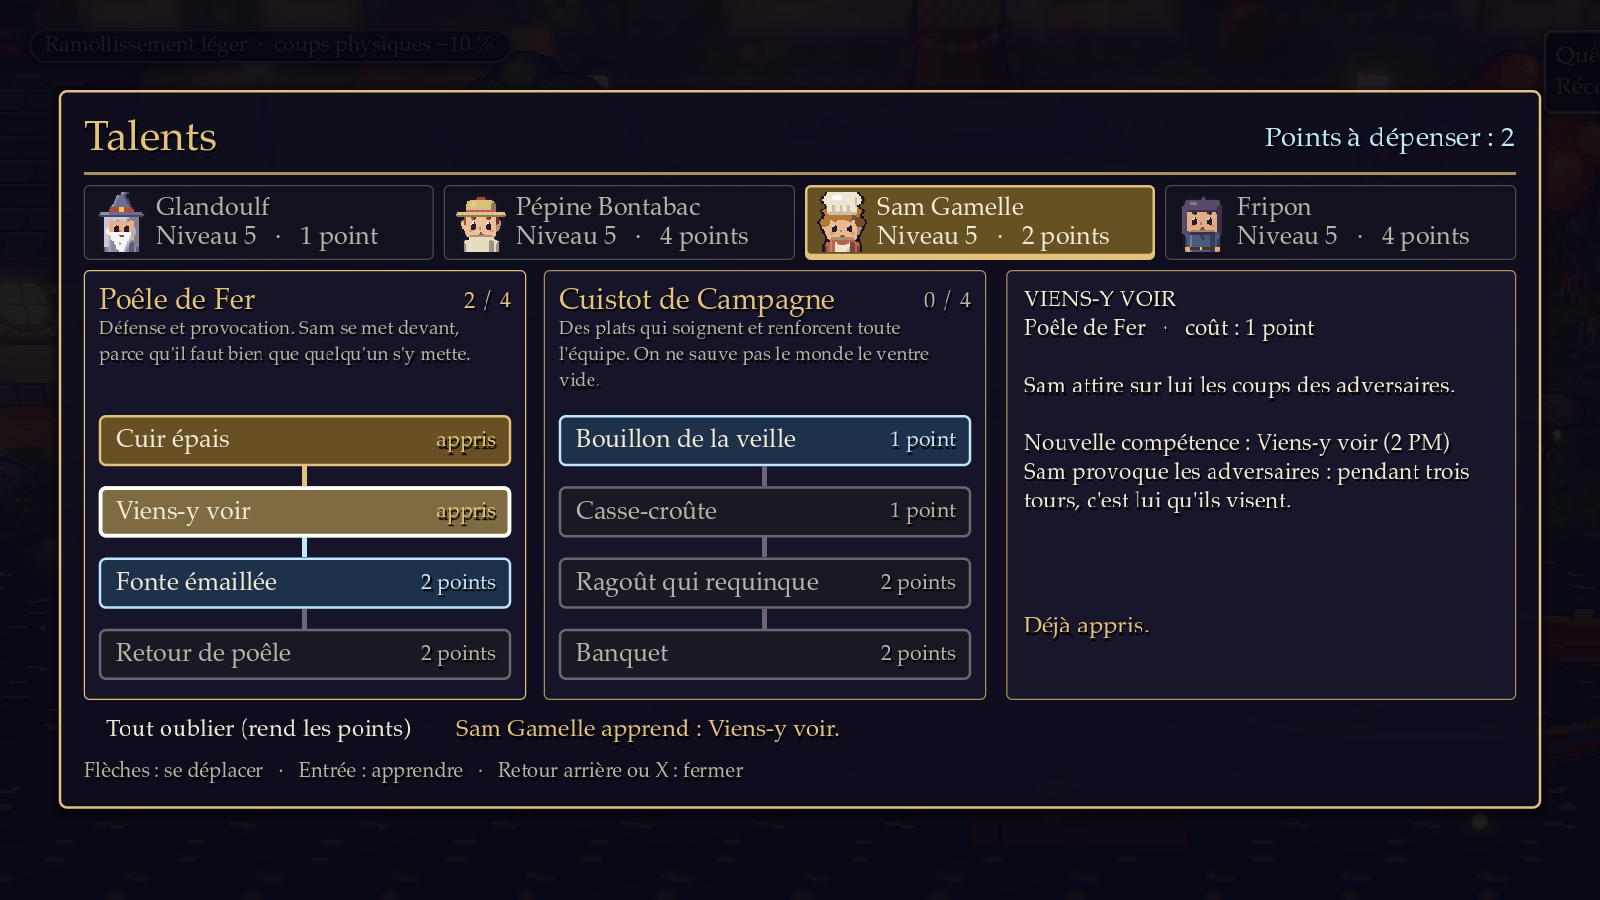 Ramollissement léger · coups physiques −10 %
Talents
Points à dépenser : 2
Glandoulf
Niveau 5 · 1 point
Pépine Bontabac
Niveau 5 · 4 points
Sam Gamelle
Niveau 5 · 2 points
Fripon
Niveau 5 · 4 points
Poêle de Fer 2 / 4
Défense et provocation. Sam se met devant,
parce qu'il faut bien que quelqu'un s'y mette.
Cuir épais appris
Viens-y voir appris
Fonte émaillée 2 points
Retour de poêle 2 points
Cuistot de Campagne 0 / 4
Des plats qui soignent et renforcent toute
l'équipe. On ne sauve pas le monde le ventre
vide.
Bouillon de la veille 1 point
Casse-croûte 1 point
Ragoût qui requinque 2 points
Banquet 2 points
VIENS-Y VOIR
Poêle de Fer · coût : 1 point
Sam attire sur lui les coups des adversaires.
Nouvelle compétence : Viens-y voir (2 PM)
Sam provoque les adversaires : pendant trois
tours, c'est lui qu'ils visent.
Déjà appris.
Tout oublier (rend les points)
Sam Gamelle apprend : Viens-y voir.
Flèches : se déplacer · Entrée : apprendre · Retour arrière ou X : fermer